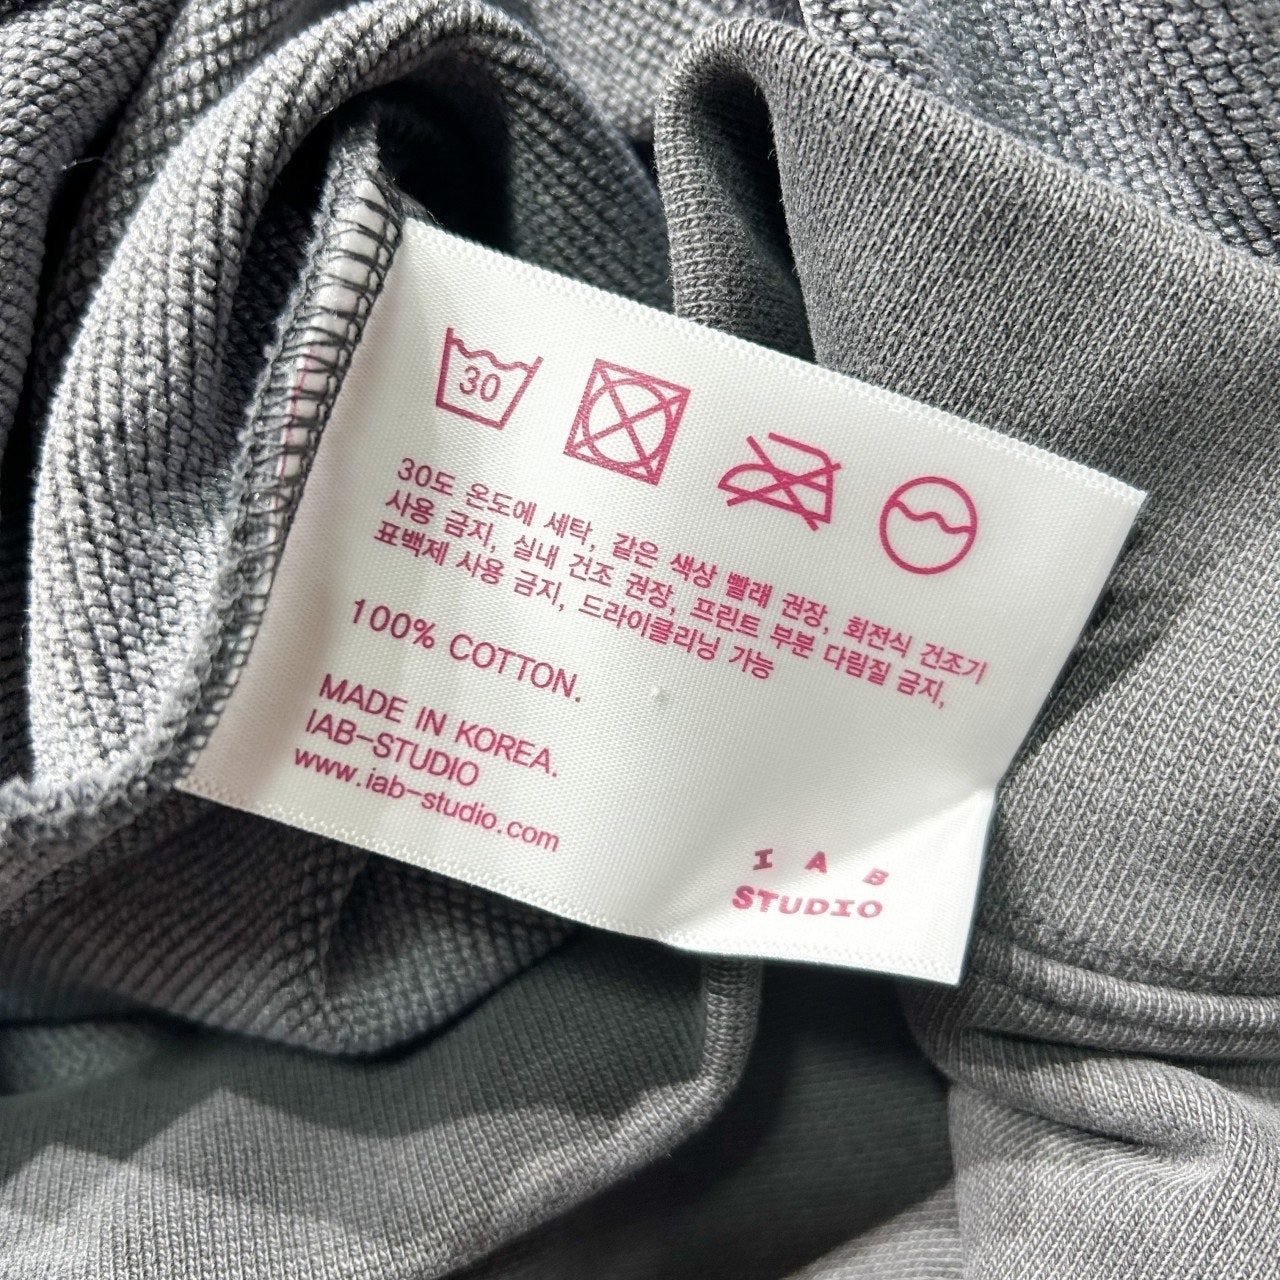 30
30도 온도에 세탁, 같은 색상 빨래 권장, 회전식 건조기
사용 금지, 실내 건조 권장, 프린트 부분 다림질 금지,
표백제 사용 금지, 드라이클리닝 가능
100% COTTON.
MADE IN KOREA.
IAB-STUDIO
www.iab-studio.com
I A B
STUDIO